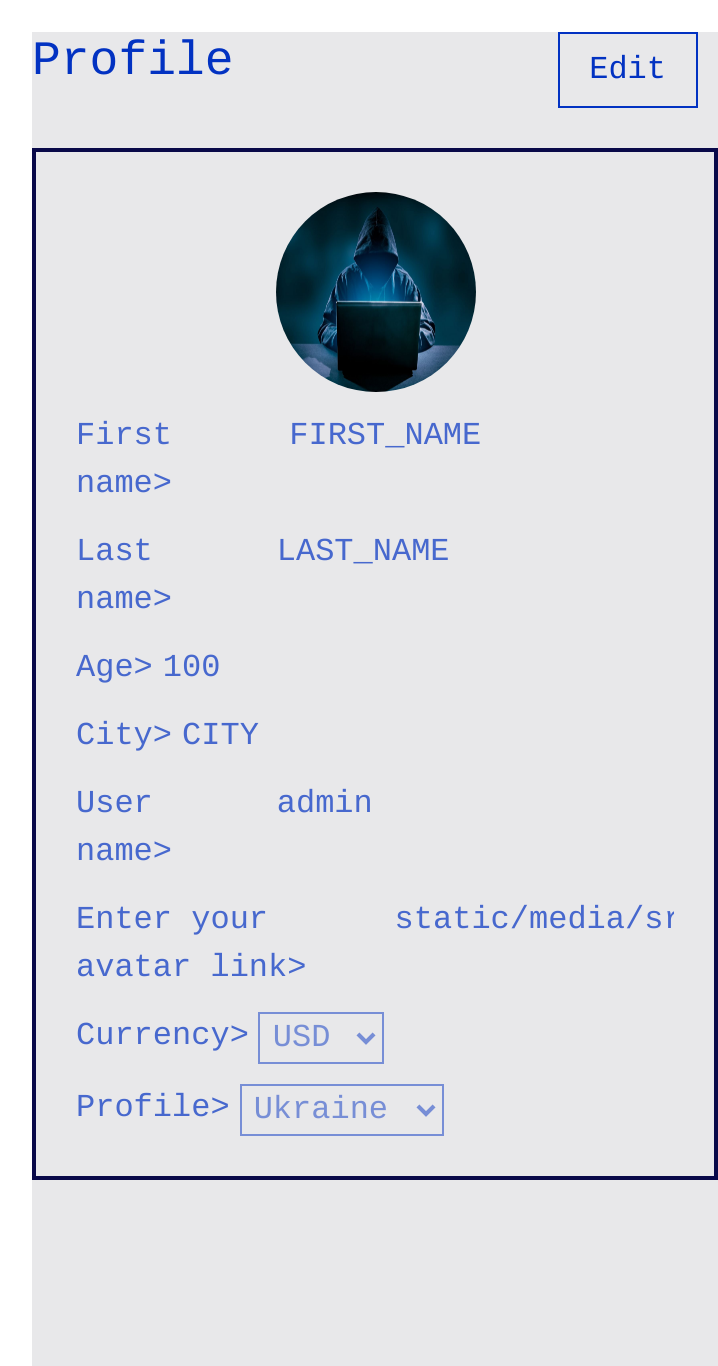 Profile
Edit
First name> FIRST_NAME
Last name> LAST_NAME
Age> 100
City> CITY
User name> admin
Enter your avatar link> static/media/sr
Currency> USD
Profile> Ukraine